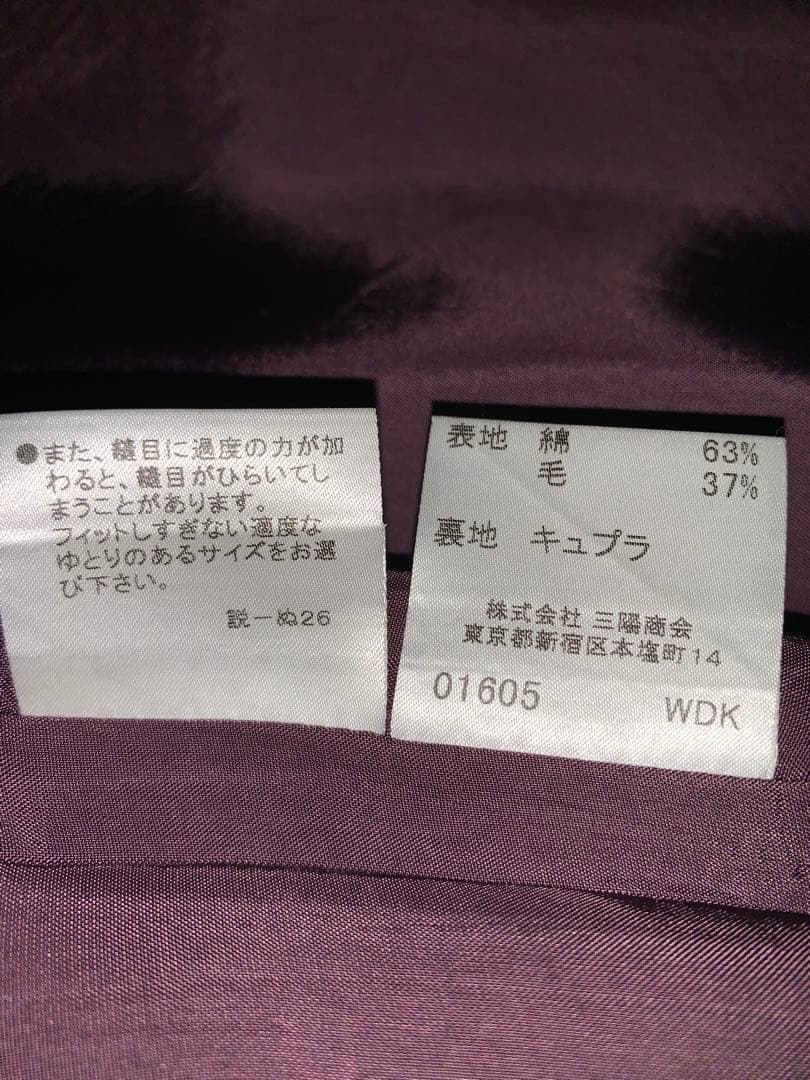 ●また、縫目に過度の力が加
わると、縫目がひらいてし
まうことがあります。
フィットしすぎない適度な
ゆとりのあるサイズをお選
び下さい。
説ーぬ26
表地 綿 63%
毛 37%
裏地 キュプラ
株式会社 三陽商会
東京都新宿区本塩町14
01605 WDK